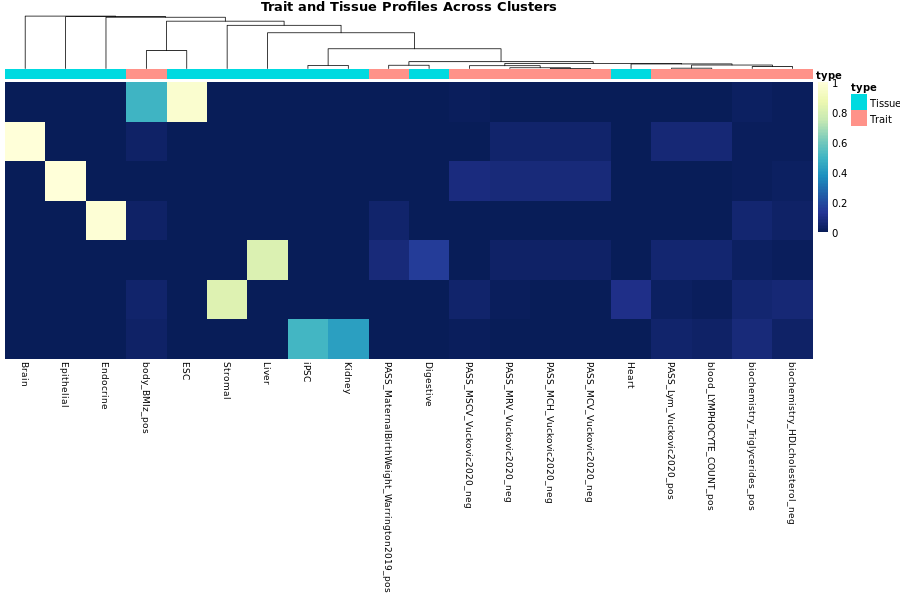 Trait and Tissue Profiles Across Clusters
type
1
0.8
0.6
0.4
0.2
0
type
Tissue
Trait
Brain
Epithelial
Endocrine
body_BMIz_pos
ESC
Stromal
Liver
iPSC
Kidney
PASS_MaternalBirthWeight_Warrington2019_pos
Digestive
PASS_MSCV_Vuckovic2020_neg
PASS_MRV_Vuckovic2020_neg
PASS_MCH_Vuckovic2020_neg
PASS_MCV_Vuckovic2020_neg
Heart
PASS_Lym_Vuckovic2020_pos
blood_LYMPHOCYTE_COUNT_pos
biochemistry_Triglycerides_pos
biochemistry_HDLcholesterol_neg